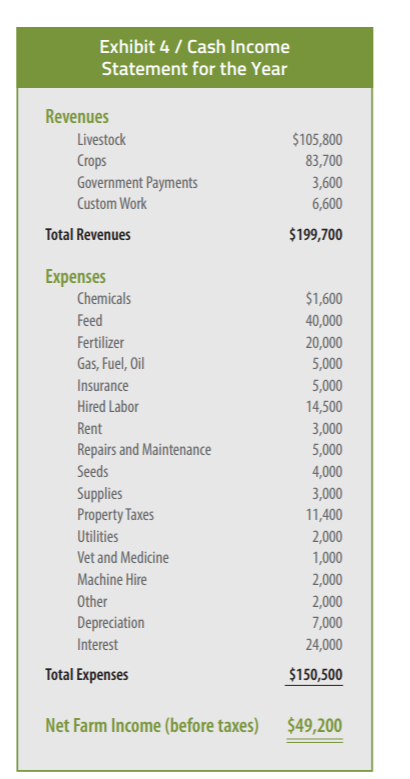 Exhibit 4 / Cash Income
Statement for the Year
Revenues
Livestock $105,800
Crops 83,700
Government Payments 3,600
Custom Work 6,600
Total Revenues $199,700
Expenses
Chemicals $1,600
Feed 40,000
Fertilizer 20,000
Gas, Fuel, Oil 5,000
Insurance 5,000
Hired Labor 14,500
Rent 3,000
Repairs and Maintenance 5,000
Seeds 4,000
Supplies 3,000
Property Taxes 11,400
Utilities 2,000
Vet and Medicine 1,000
Machine Hire 2,000
Other 2,000
Depreciation 7,000
Interest 24,000
Total Expenses $150,500
Net Farm Income (before taxes) $49,200